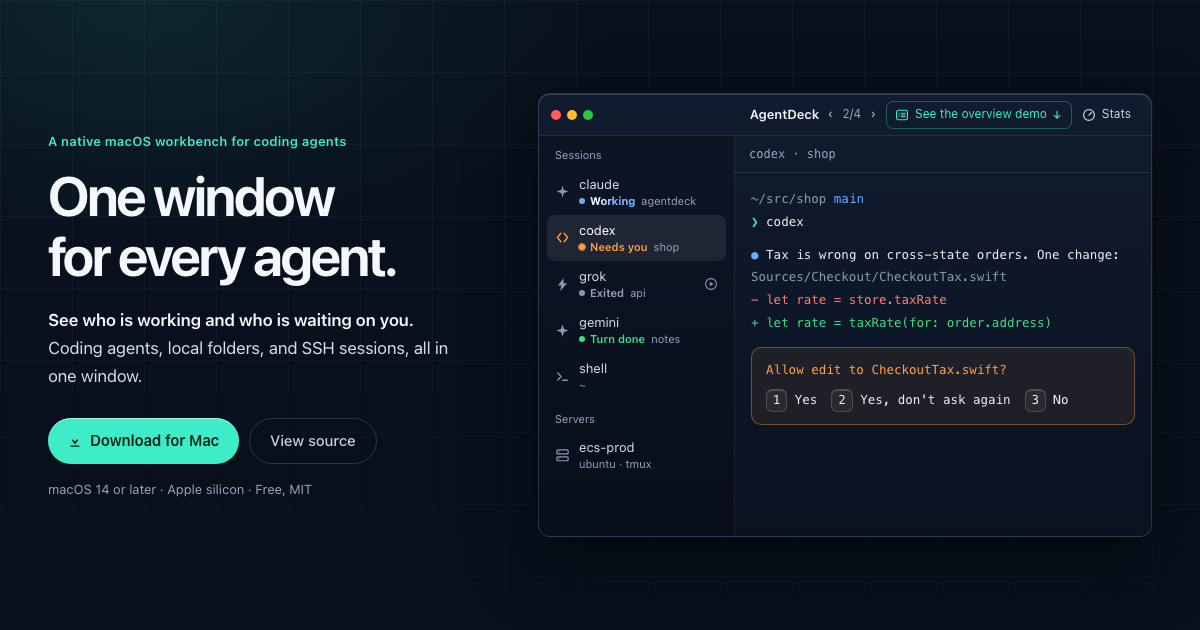 A native macOS workbench for coding agents
One window
for every agent.
See who is working and who is waiting on you.
Coding agents, local folders, and SSH sessions, all in
one window.
Download for Mac
View source
macOS 14 or later · Apple silicon · Free, MIT
AgentDeck ‹ 2/4 › See the overview demo ↓ Stats
Sessions
claude
Working agentdeck
codex
Needs you shop
grok
Exited api
gemini
Turn done notes
shell
~
Servers
ecs-prod
ubuntu · tmux
codex · shop
~/src/shop main
❯ codex
● Tax is wrong on cross-state orders. One change:
Sources/Checkout/CheckoutTax.swift
− let rate = store.taxRate
+ let rate = taxRate(for: order.address)
Allow edit to CheckoutTax.swift?
1 Yes 2 Yes, don't ask again 3 No